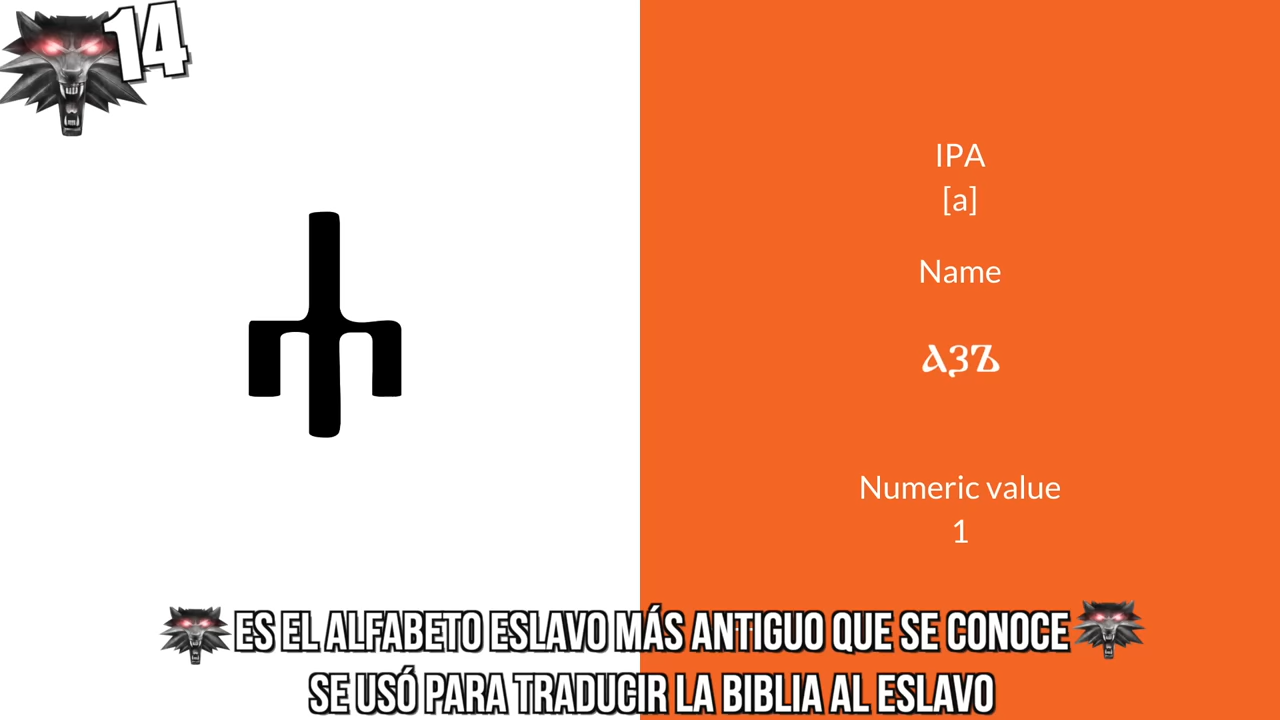 14
Ⰰ
IPA
[a]
Name
азъ
Numeric value
1
ES EL ALFABETO ESLAVO MÁS ANTIGUO QUE SE CONOCE
SE USÓ PARA TRADUCIR LA BIBLIA AL ESLAVO